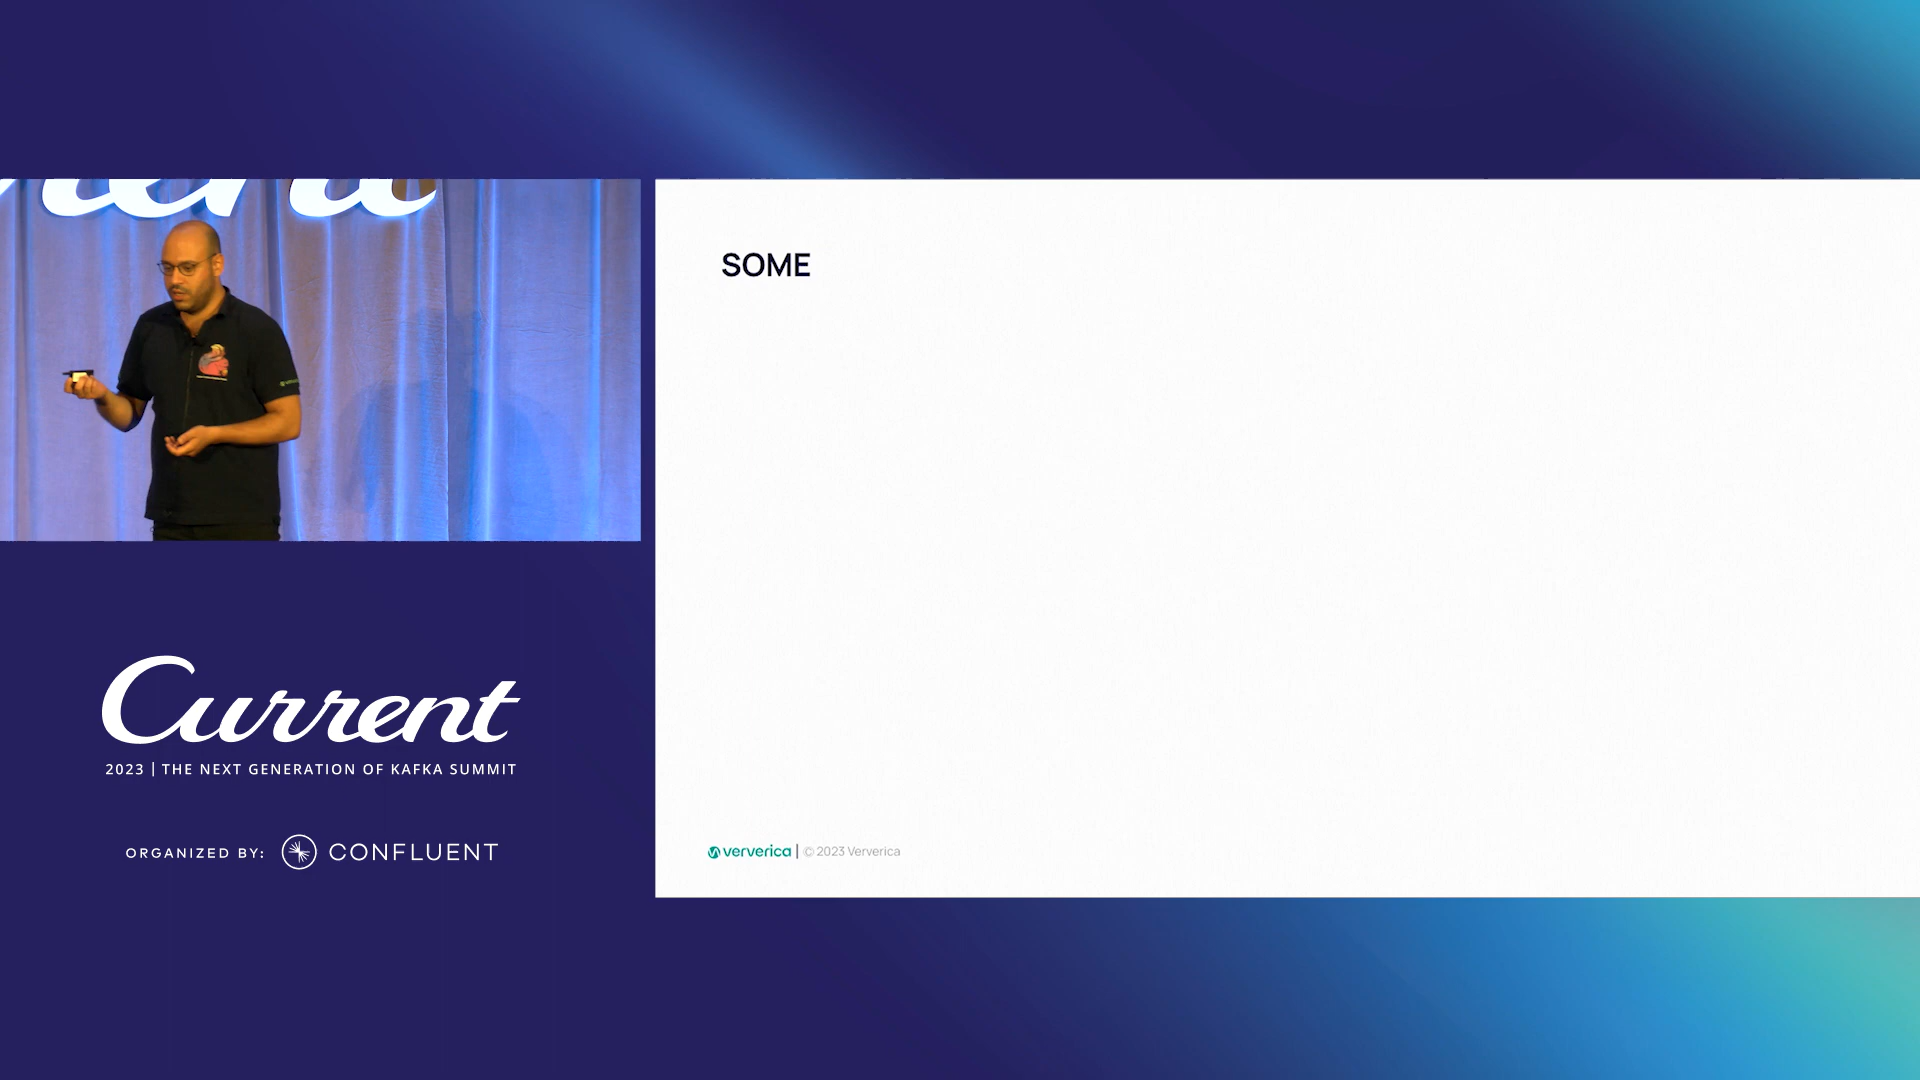 SOME
Current
2023 | THE NEXT GENERATION OF KAFKA SUMMIT
ORGANIZED BY: CONFLUENT
ververica | © 2023 Ververica